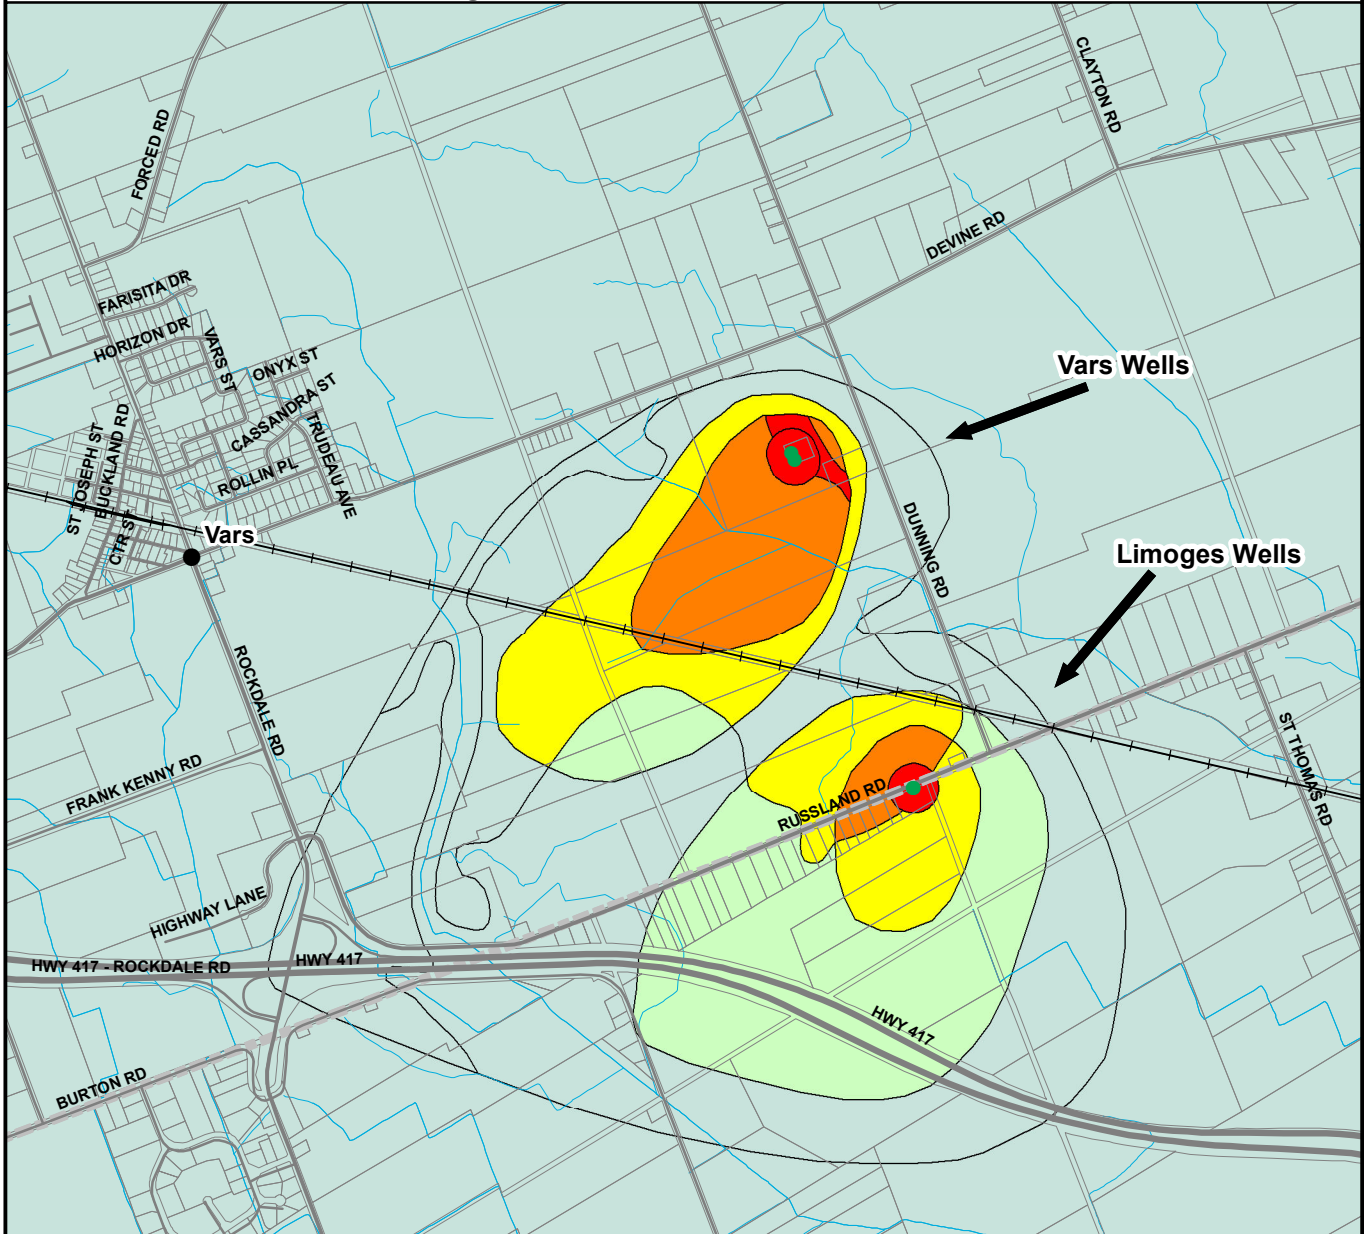 CLAYTON RD
FORCED RD
DEVINE RD
FARISITA DR
HORIZON DR
VARS ST
ONYX ST
CASSANDRA ST
Vars Wells
ST JOSEPH ST
BUCKLAND RD
TRUDEAU AVE
ROLLIN PL
CTR ST
Vars
DUNNING RD
Limoges Wells
ROCKDALE RD
ST THOMAS RD
FRANK KENNY RD
RUSSLAND RD
HIGHWAY LANE
HWY 417 - ROCKDALE RD
HWY 417
HWY 417
BURTON RD